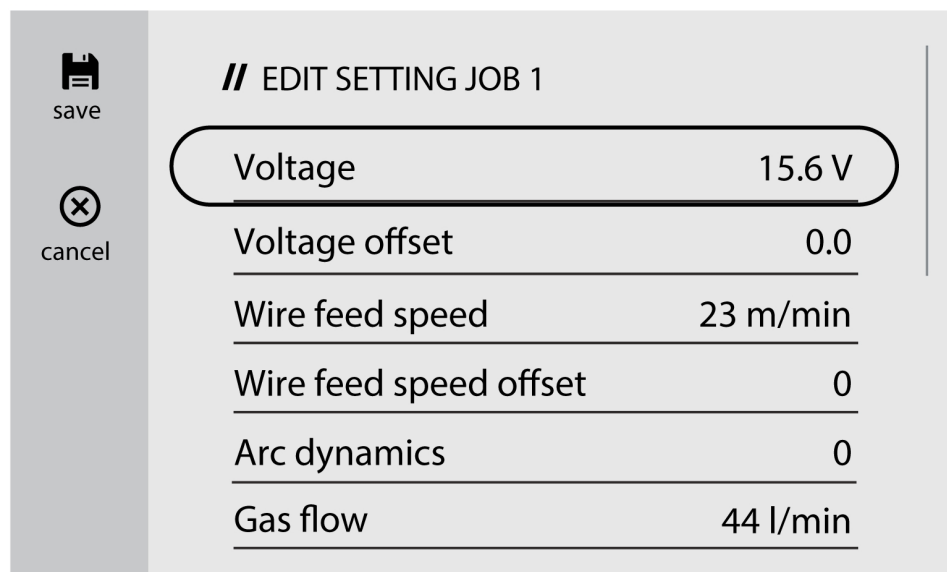 save
cancel
// EDIT SETTING JOB 1
Voltage 15.6 V
Voltage offset 0.0
Wire feed speed 23 m/min
Wire feed speed offset 0
Arc dynamics 0
Gas flow 44 l/min